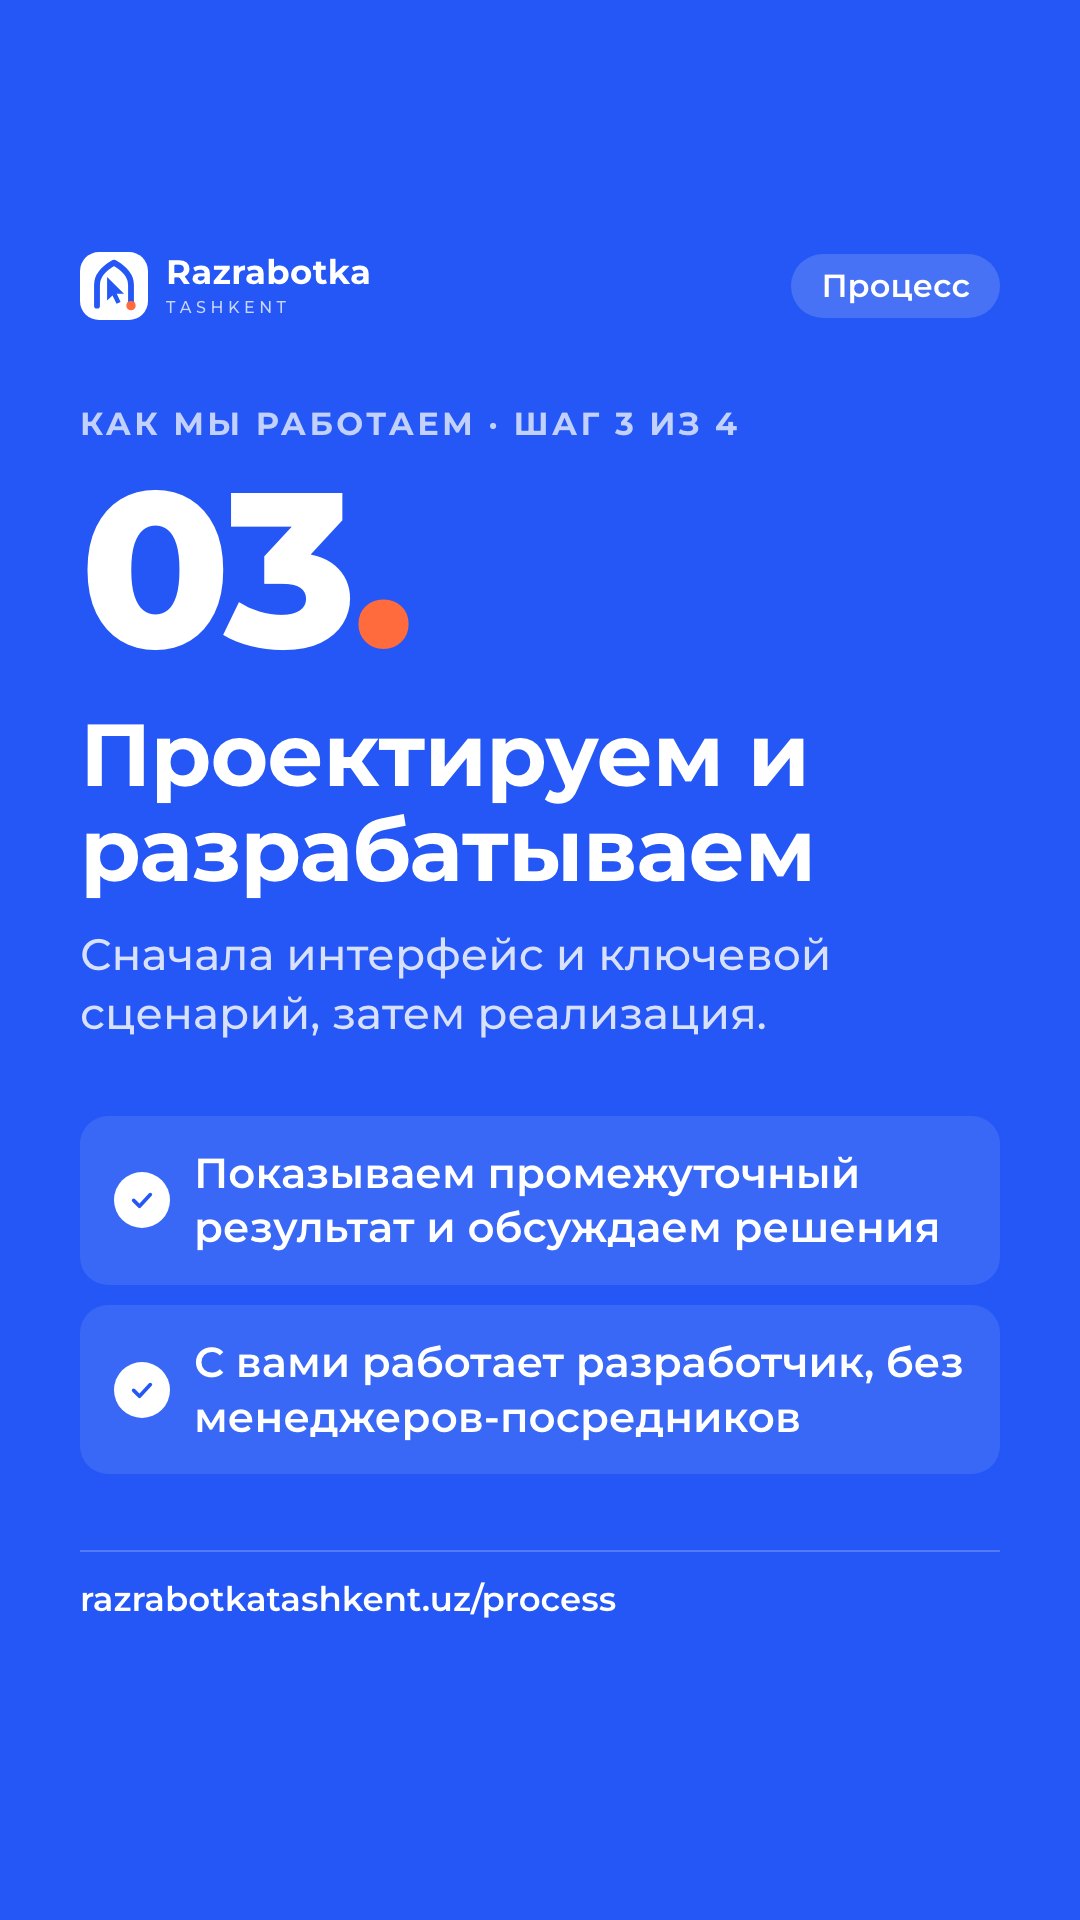 Razrabotka
TASHKENT
Процесс
КАК МЫ РАБОТАЕМ · ШАГ 3 ИЗ 4
03.
Проектируем и
разрабатываем
Сначала интерфейс и ключевой
сценарий, затем реализация.
Показываем промежуточный
результат и обсуждаем решения
С вами работает разработчик, без
менеджеров-посредников
razrabotkatashkent.uz/process